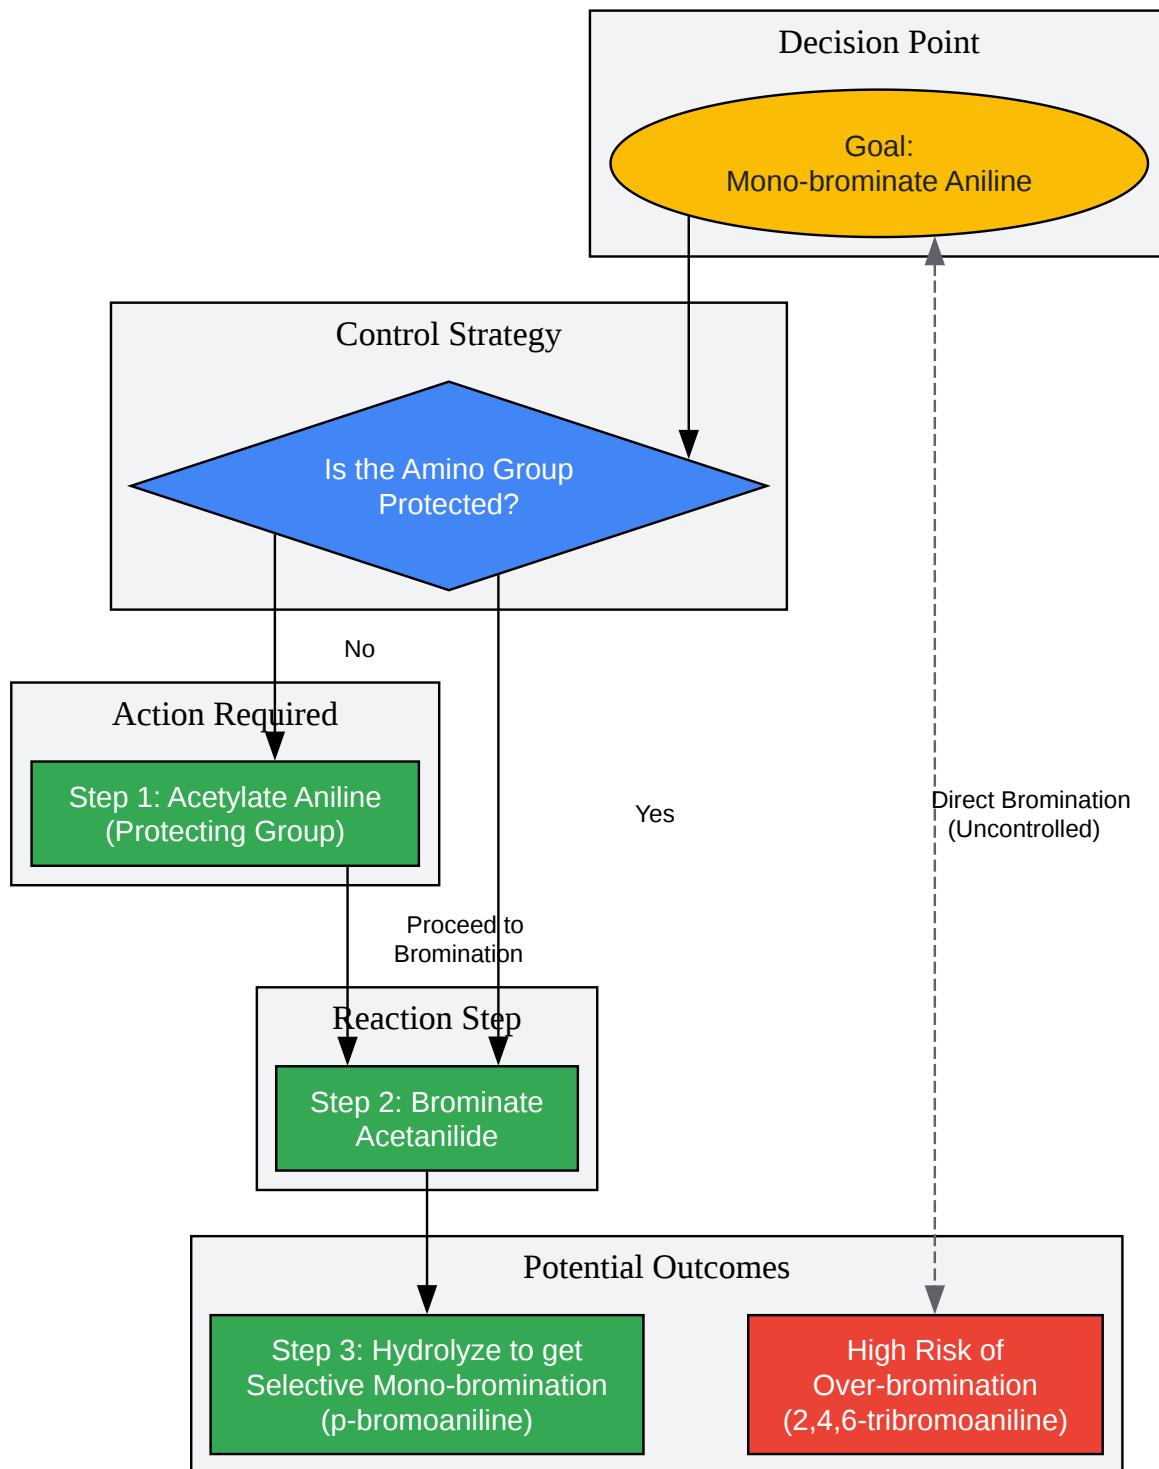 Decision Point
Goal:
Mono-brominate Aniline
Control Strategy
Is the Amino Group
Protected?
No
Action Required
Step 1: Acetylate Aniline
(Protecting Group)
Yes
Direct Bromination
(Uncontrolled)
Proceed to
Bromination
Reaction Step
Step 2: Brominate
Acetanilide
Potential Outcomes
Step 3: Hydrolyze to get
Selective Mono-bromination
(p-bromoaniline)
High Risk of
Over-bromination
(2,4,6-tribromoaniline)